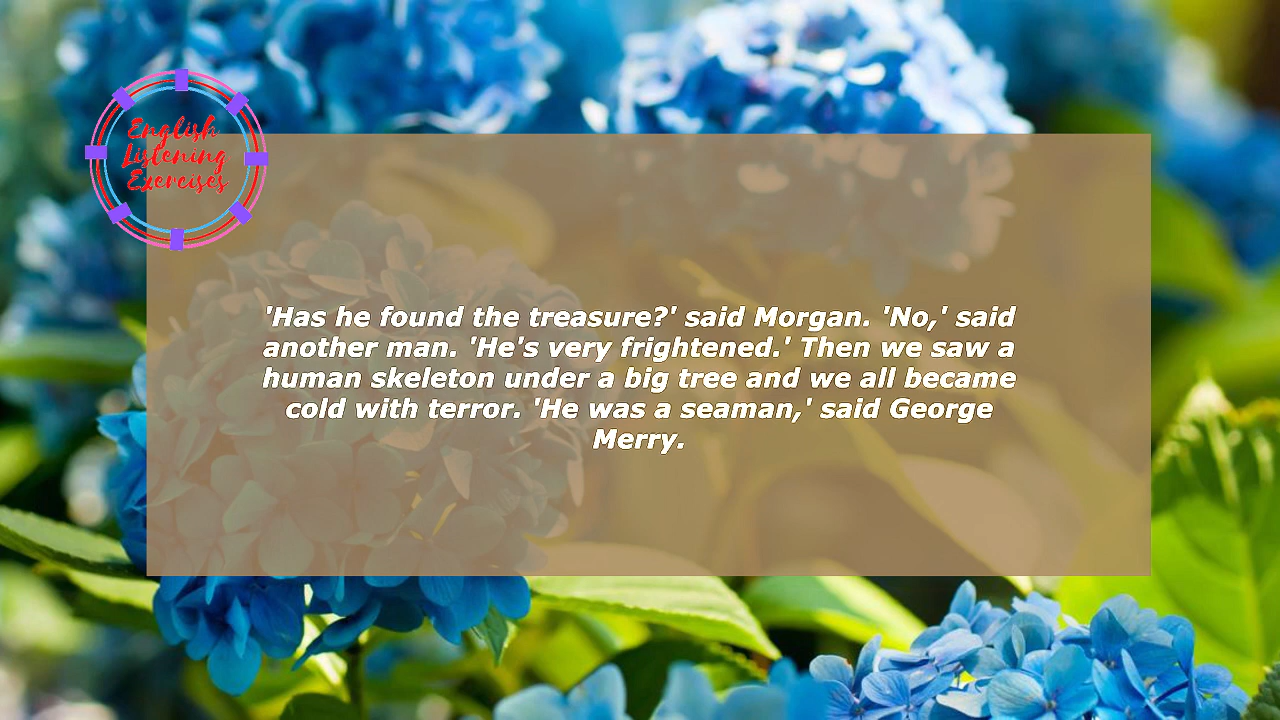 English
Listening
Exercises
'Has he found the treasure?' said Morgan. 'No,' said
another man. 'He's very frightened.' Then we saw a
human skeleton under a big tree and we all became
cold with terror. 'He was a seaman,' said George
Merry.